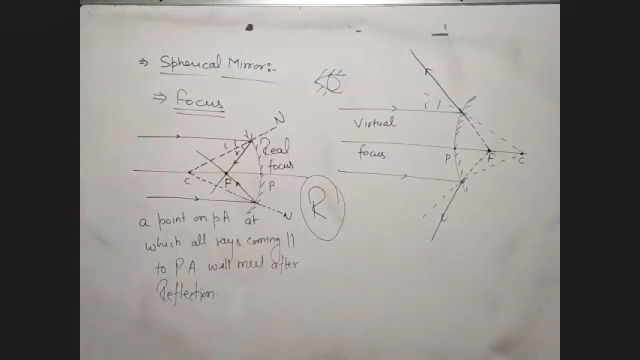 ⇒ Spherical Mirror:-
⇒ Focus
N
i
r
Real
focus
C
F
P
N
R
a point on PA at
which all rays coming ||
to P.A. will meet after
Reflection.
Virtual
focus.
i
r
P
F
C